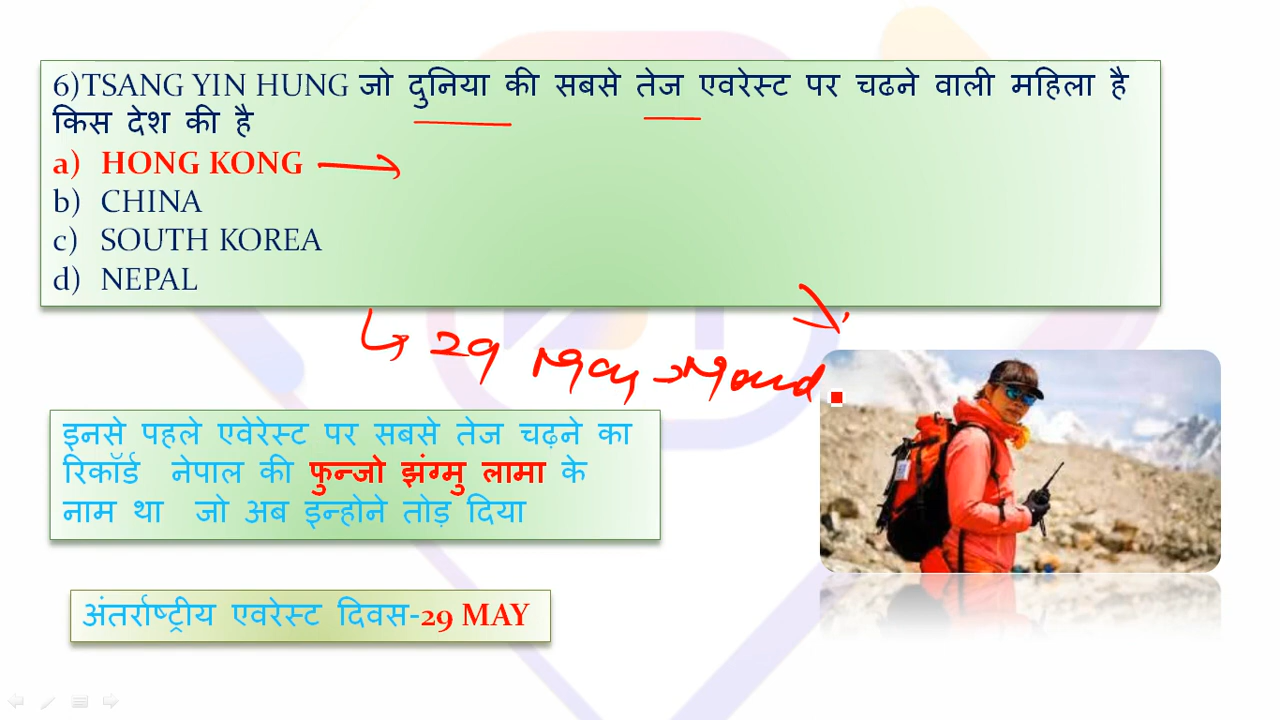 6)TSANG YIN HUNG जो दुनिया की सबसे तेज एवरेस्ट पर चढने वाली महिला है
किस देश की है
a) HONG KONG
b) CHINA
c) SOUTH KOREA
d) NEPAL
29 May
इनसे पहले एवेरेस्ट पर सबसे तेज चढ़ने का
रिकॉर्ड नेपाल की फुन्जो झंग्मु लामा के
नाम था जो अब इन्होने तोड़ दिया
अंतर्राष्ट्रीय एवरेस्ट दिवस-29 MAY